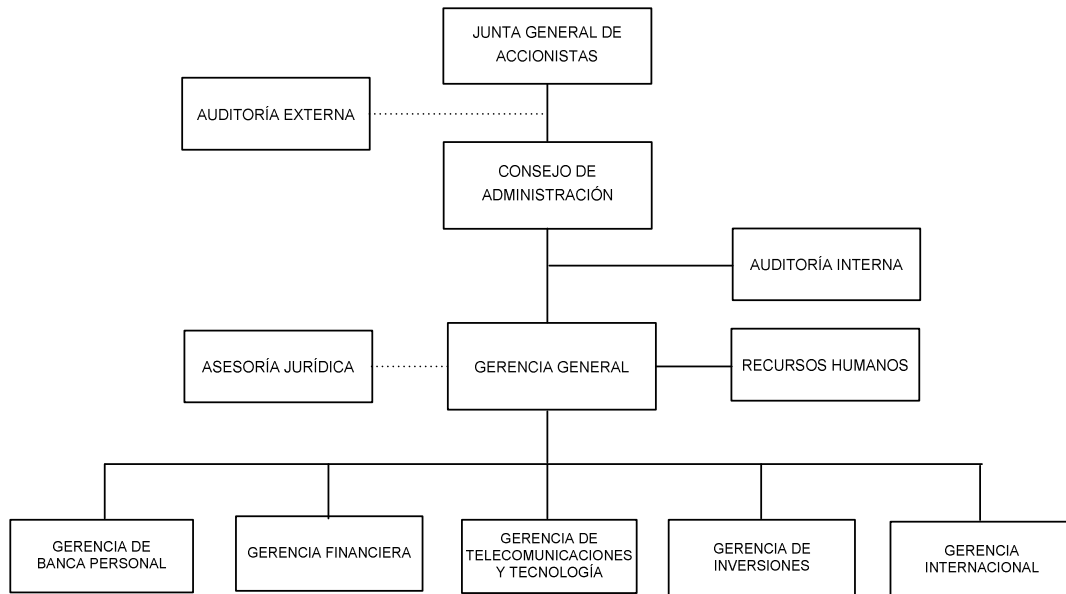 JUNTA GENERAL DE
ACCIONISTAS
AUDITORÍA EXTERNA
CONSEJO DE
ADMINISTRACIÓN
AUDITORÍA INTERNA
ASESORÍA JURÍDICA
GERENCIA GENERAL
RECURSOS HUMANOS
GERENCIA DE
BANCA PERSONAL
GERENCIA FINANCIERA
GERENCIA DE
TELECOMUNICACIONES
Y TECNOLOGÍA
GERENCIA DE
INVERSIONES
GERENCIA
INTERNACIONAL